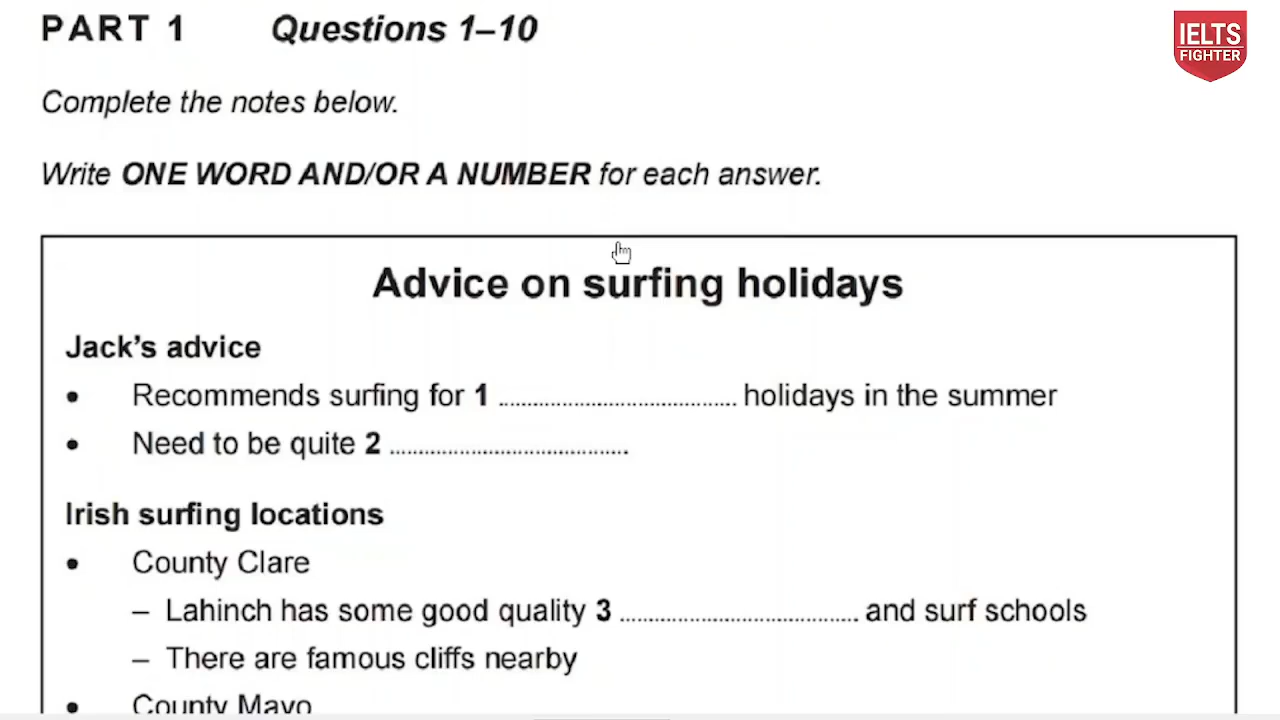 PART 1 Questions 1–10
IELTS
FIGHTER
Complete the notes below.
Write ONE WORD AND/OR A NUMBER for each answer.
Advice on surfing holidays
Jack's advice
• Recommends surfing for 1 ........................................ holidays in the summer
• Need to be quite 2 ........................................
Irish surfing locations
• County Clare
– Lahinch has some good quality 3 ........................................ and surf schools
– There are famous cliffs nearby
• County Mayo